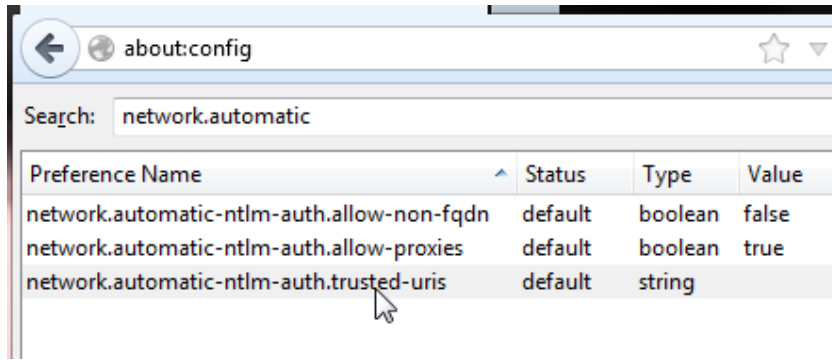 about:config
Search: network.automatic
Preference Name Status Type Value
network.automatic-ntlm-auth.allow-non-fqdn default boolean false
network.automatic-ntlm-auth.allow-proxies default boolean true
network.automatic-ntlm-auth.trusted-uris default string